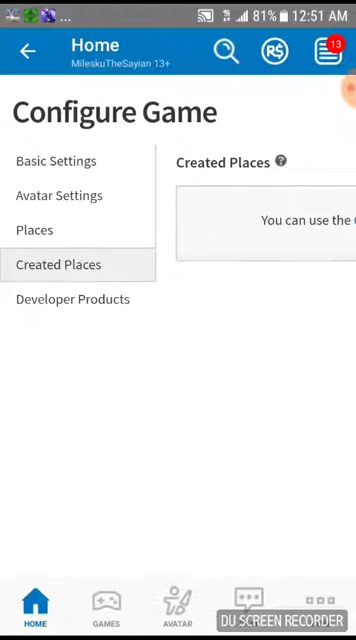 ... 81% 12:51 AM
Home
MileskuTheSayian 13+
R$
13
Configure Game
Basic Settings
Avatar Settings
Places
Created Places
Developer Products
Created Places ?
You can use the
HOME
GAMES
AVATAR
DU SCREEN RECORDER